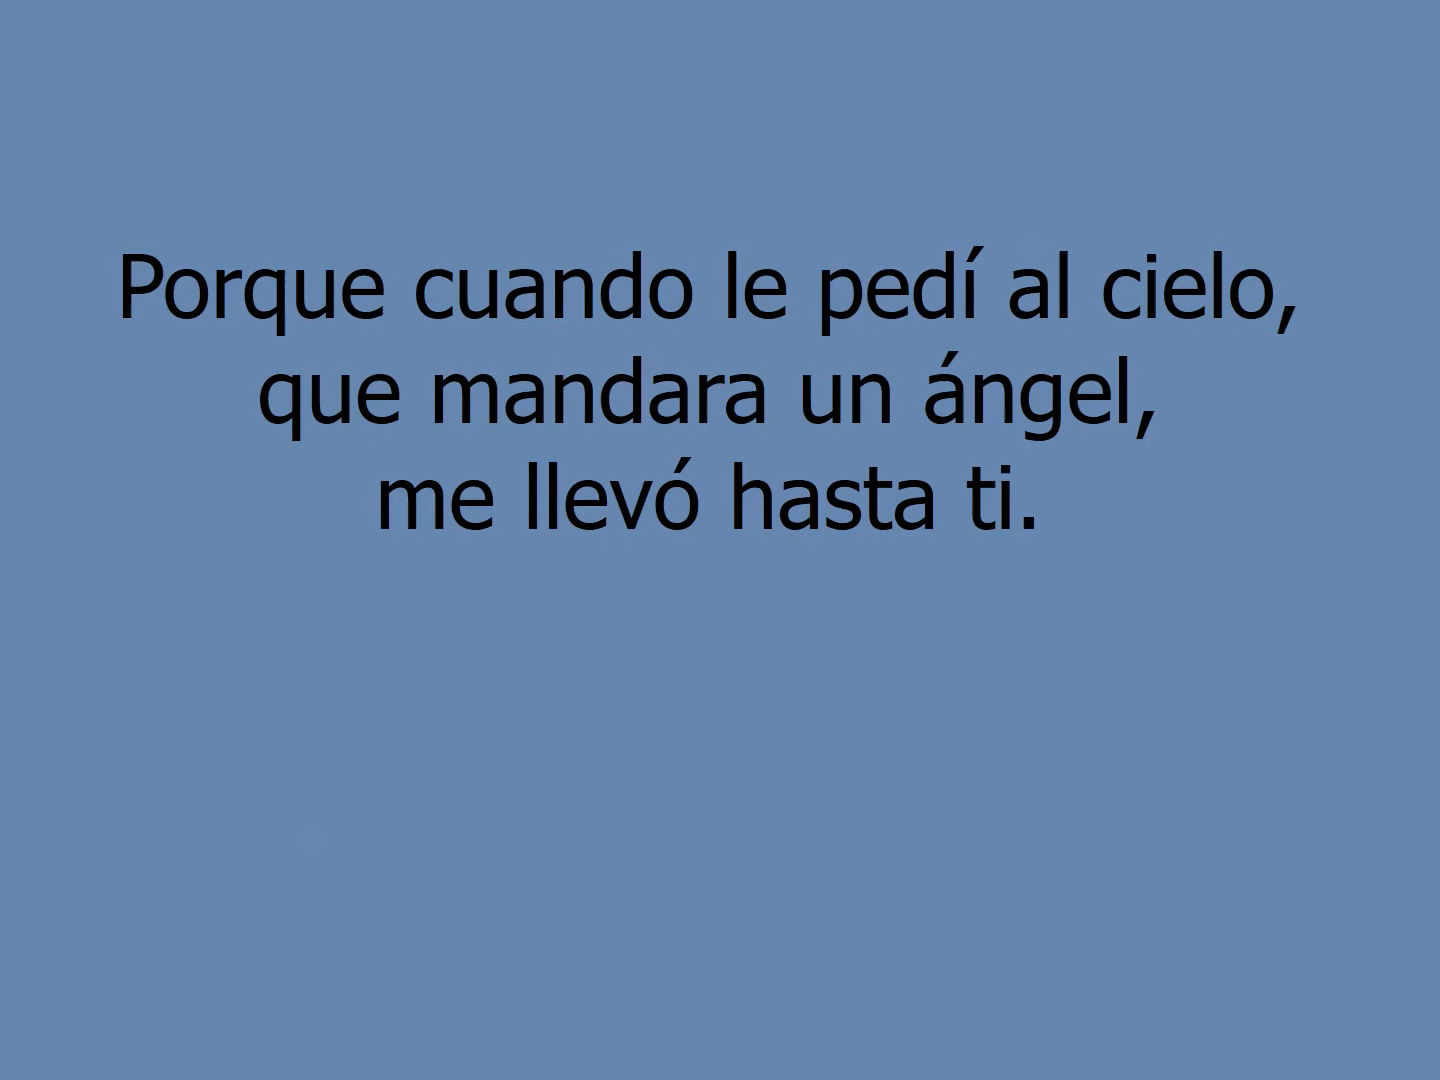 Porque cuando le pedí al cielo,
que mandara un ángel,
me llevó hasta ti.